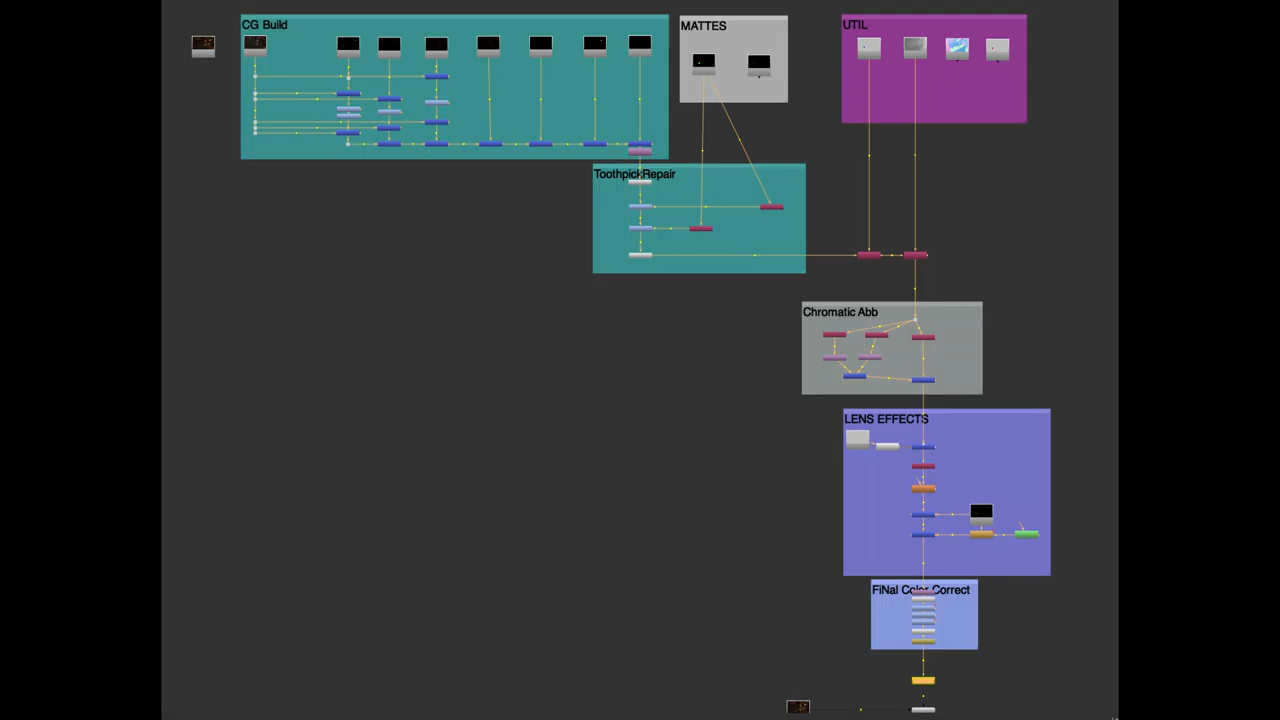 CG Build
MATTES
UTIL
ToothpickRepair
Chromatic Abb
LENS EFFECTS
FiNal Color Correct